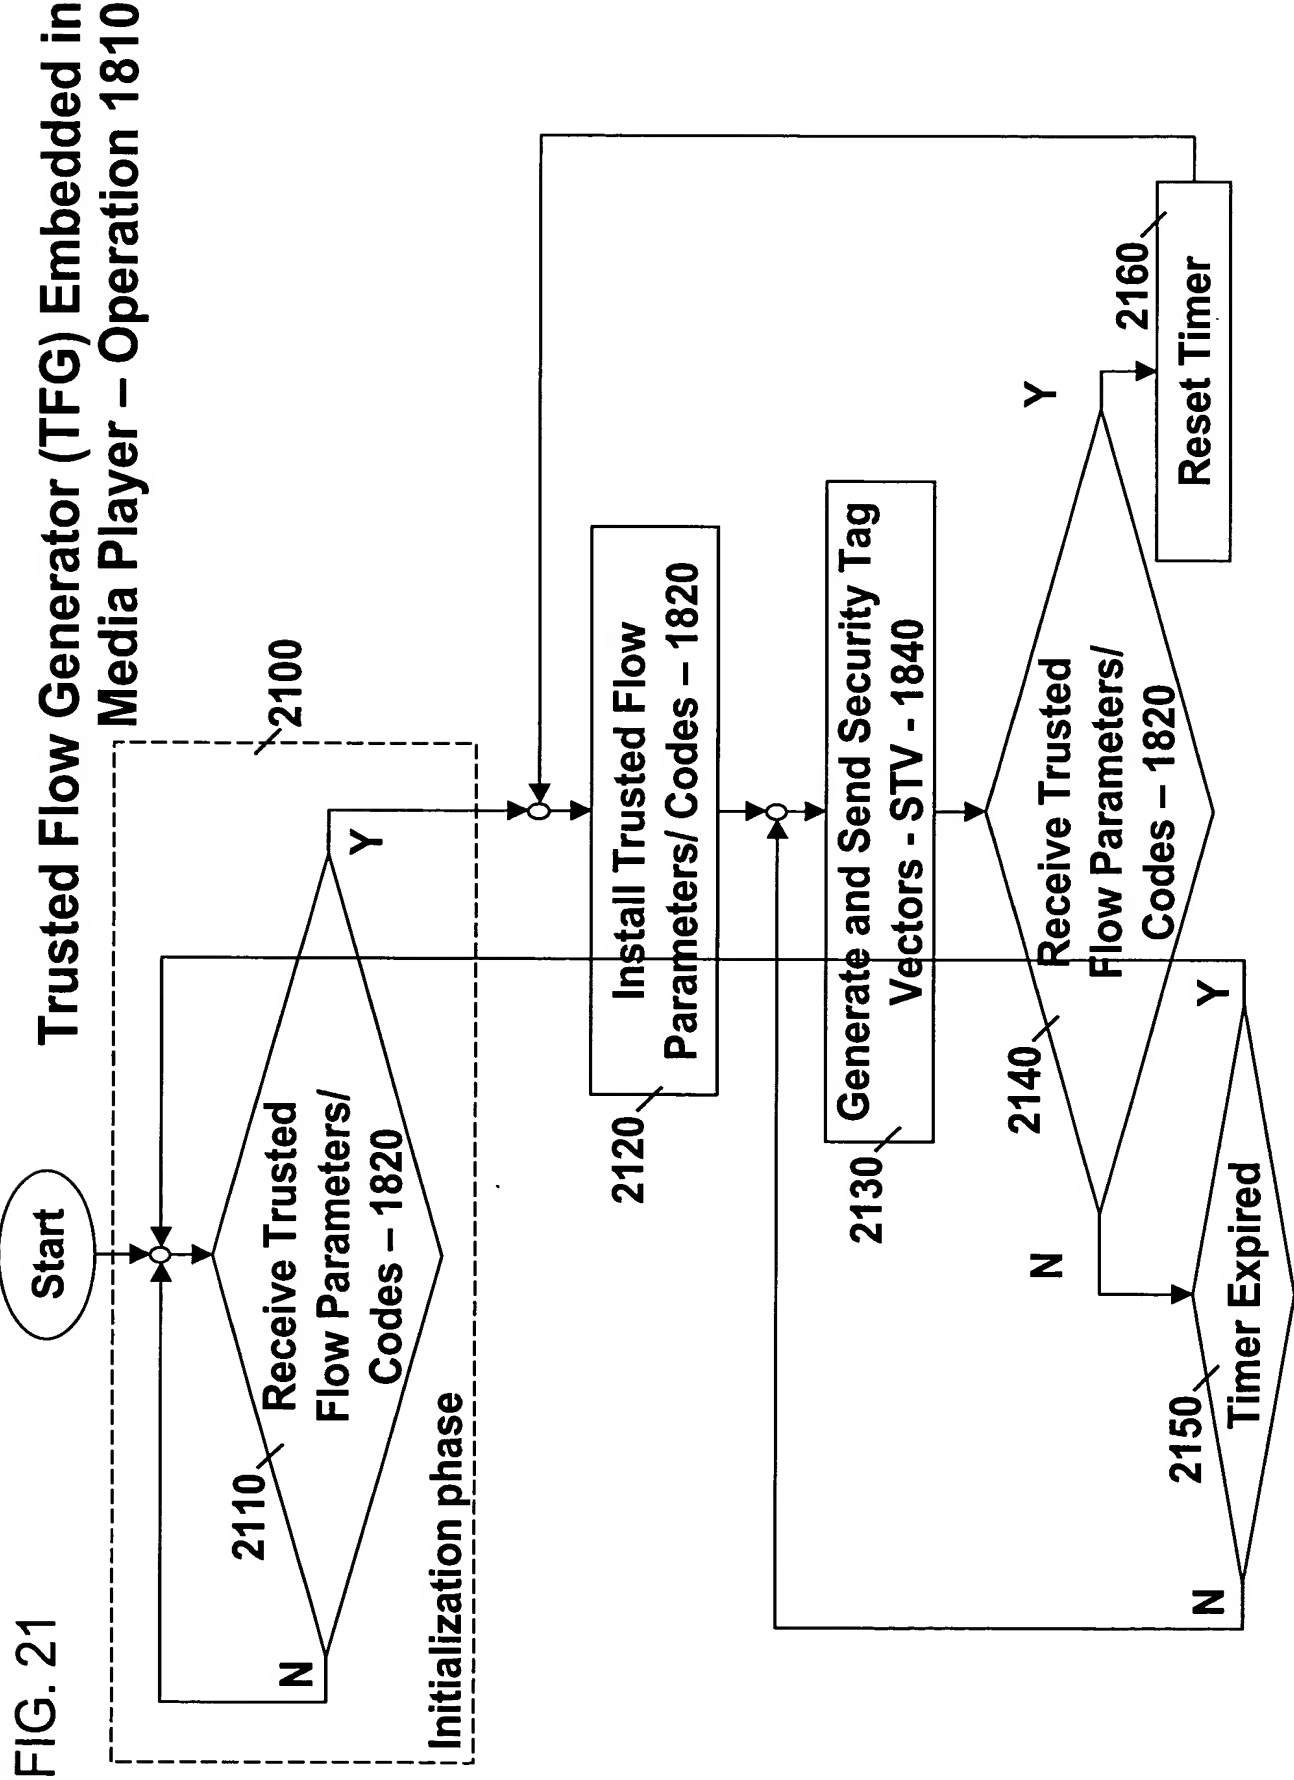 FIG. 21
Trusted Flow Generator (TFG) Embedded in
Media Player – Operation 1810
Start
2100
2110
Receive Trusted
Flow Parameters/
Codes – 1820
N
Y
Initialization phase
2120
Install Trusted Flow
Parameters/ Codes – 1820
2130
Generate and Send Security Tag
Vectors - STV - 1840
2140
Receive Trusted
Flow Parameters/
Codes – 1820
N
Y
2150
Timer Expired
N
Y
2160
Reset Timer